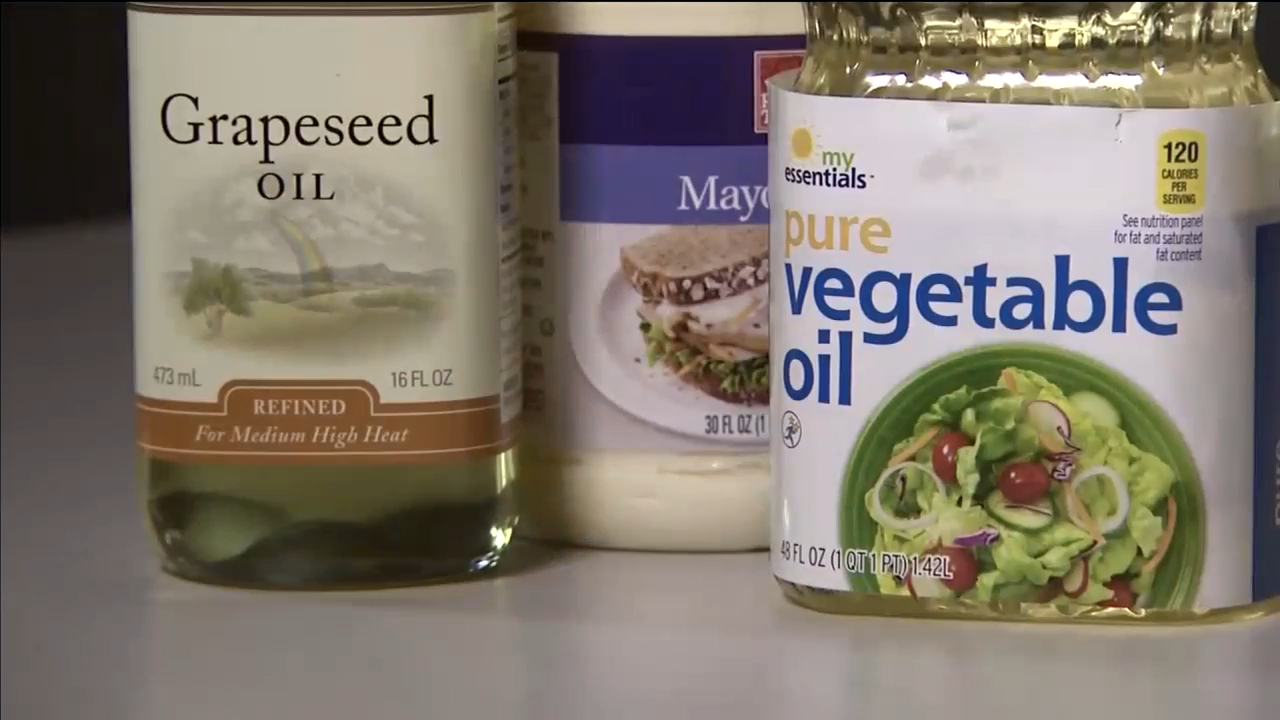 Grapeseed
OIL
473 mL
16 FL OZ
REFINED
For Medium High Heat
Mayo
30 FL OZ (1
my
essentials
pure
vegetable
oil
120
CALORIES
PER
SERVING
See nutrition panel
for fat and saturated
fat content
48 FL OZ (1 QT 1 PT) 1.42L